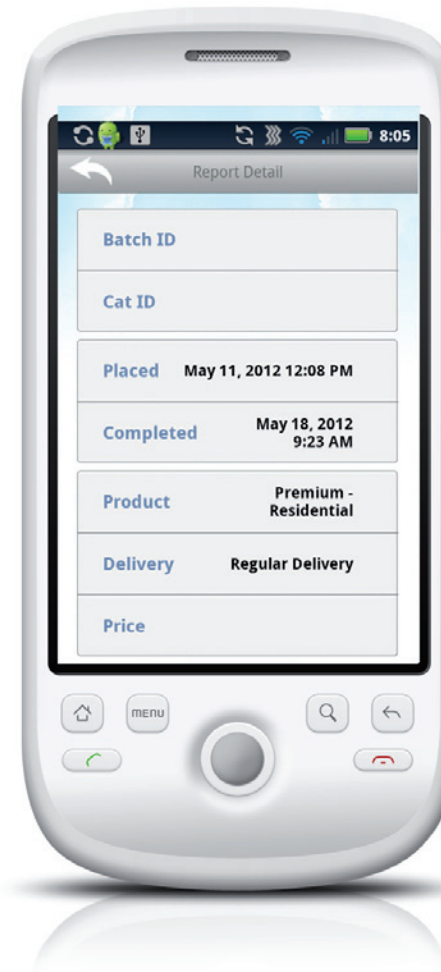 8:05
Report Detail
Batch ID
Cat ID
Placed May 11, 2012 12:08 PM
Completed May 18, 2012
9:23 AM
Product Premium -
Residential
Delivery Regular Delivery
Price
MENU